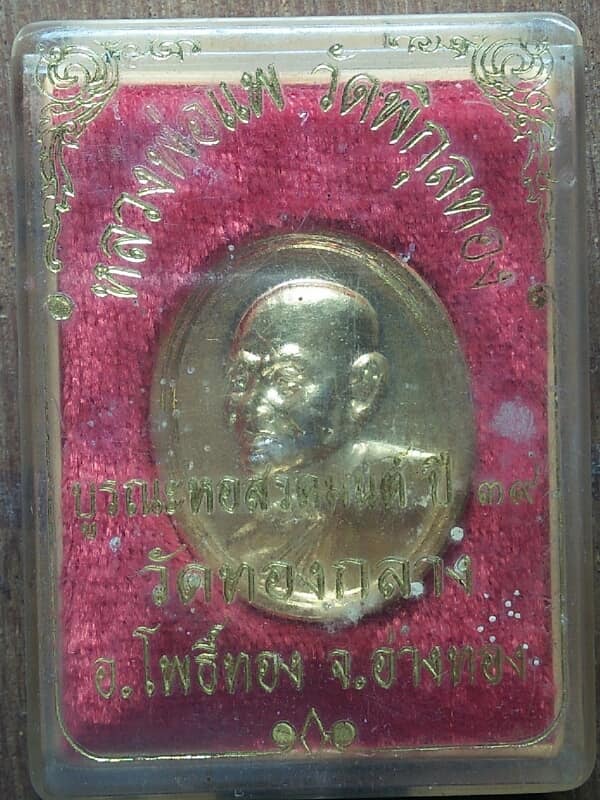 หลวงพ่อแพ วัดพิกุลทอง
บูรณะหอสวดมนต์ ปี ๓๙
วัดทองกลาง
อ.โพธิ์ทอง จ.อ่างทอง